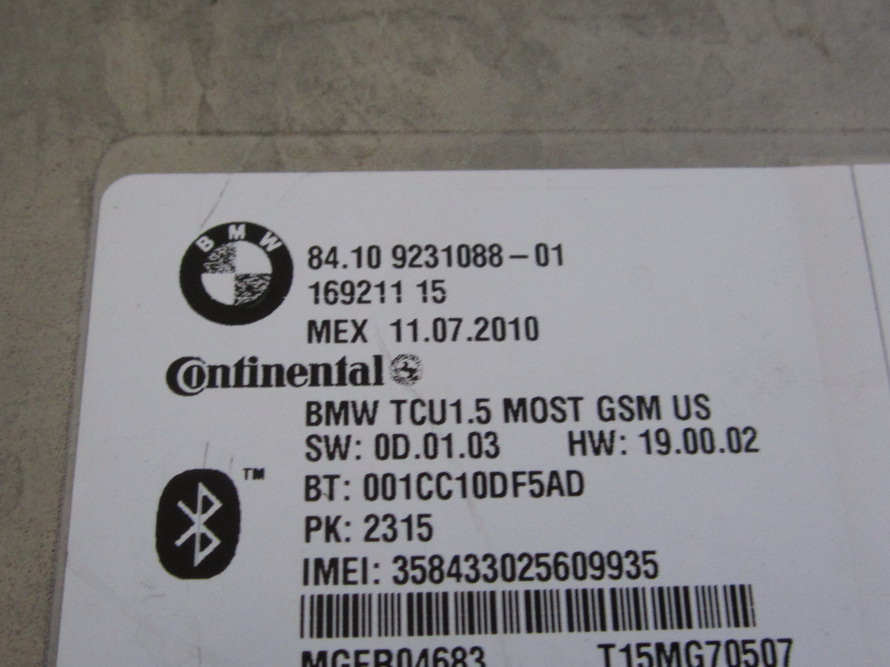 BMW
84.10 9231088–01
169211 15
MEX 11.07.2010
Continental
BMW TCU1.5 MOST GSM US
SW: 0D.01.03 HW: 19.00.02
TM
BT: 001CC10DF5AD
PK: 2315
IMEI: 358433025609935
MGER04683 T15MG70507